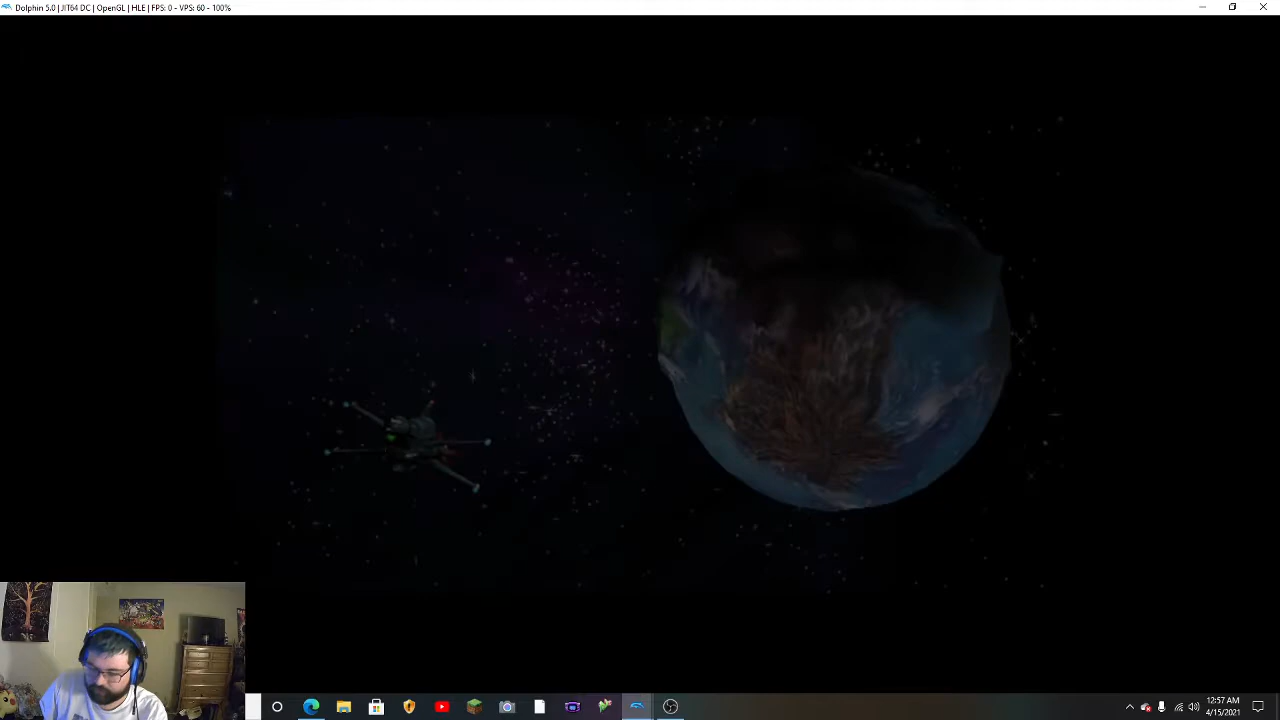 Dolphin 5.0 | JIT64 DC | OpenGL | HLE | FPS: 0 - VPS: 60 - 100%
12:57 AM
4/15/2021